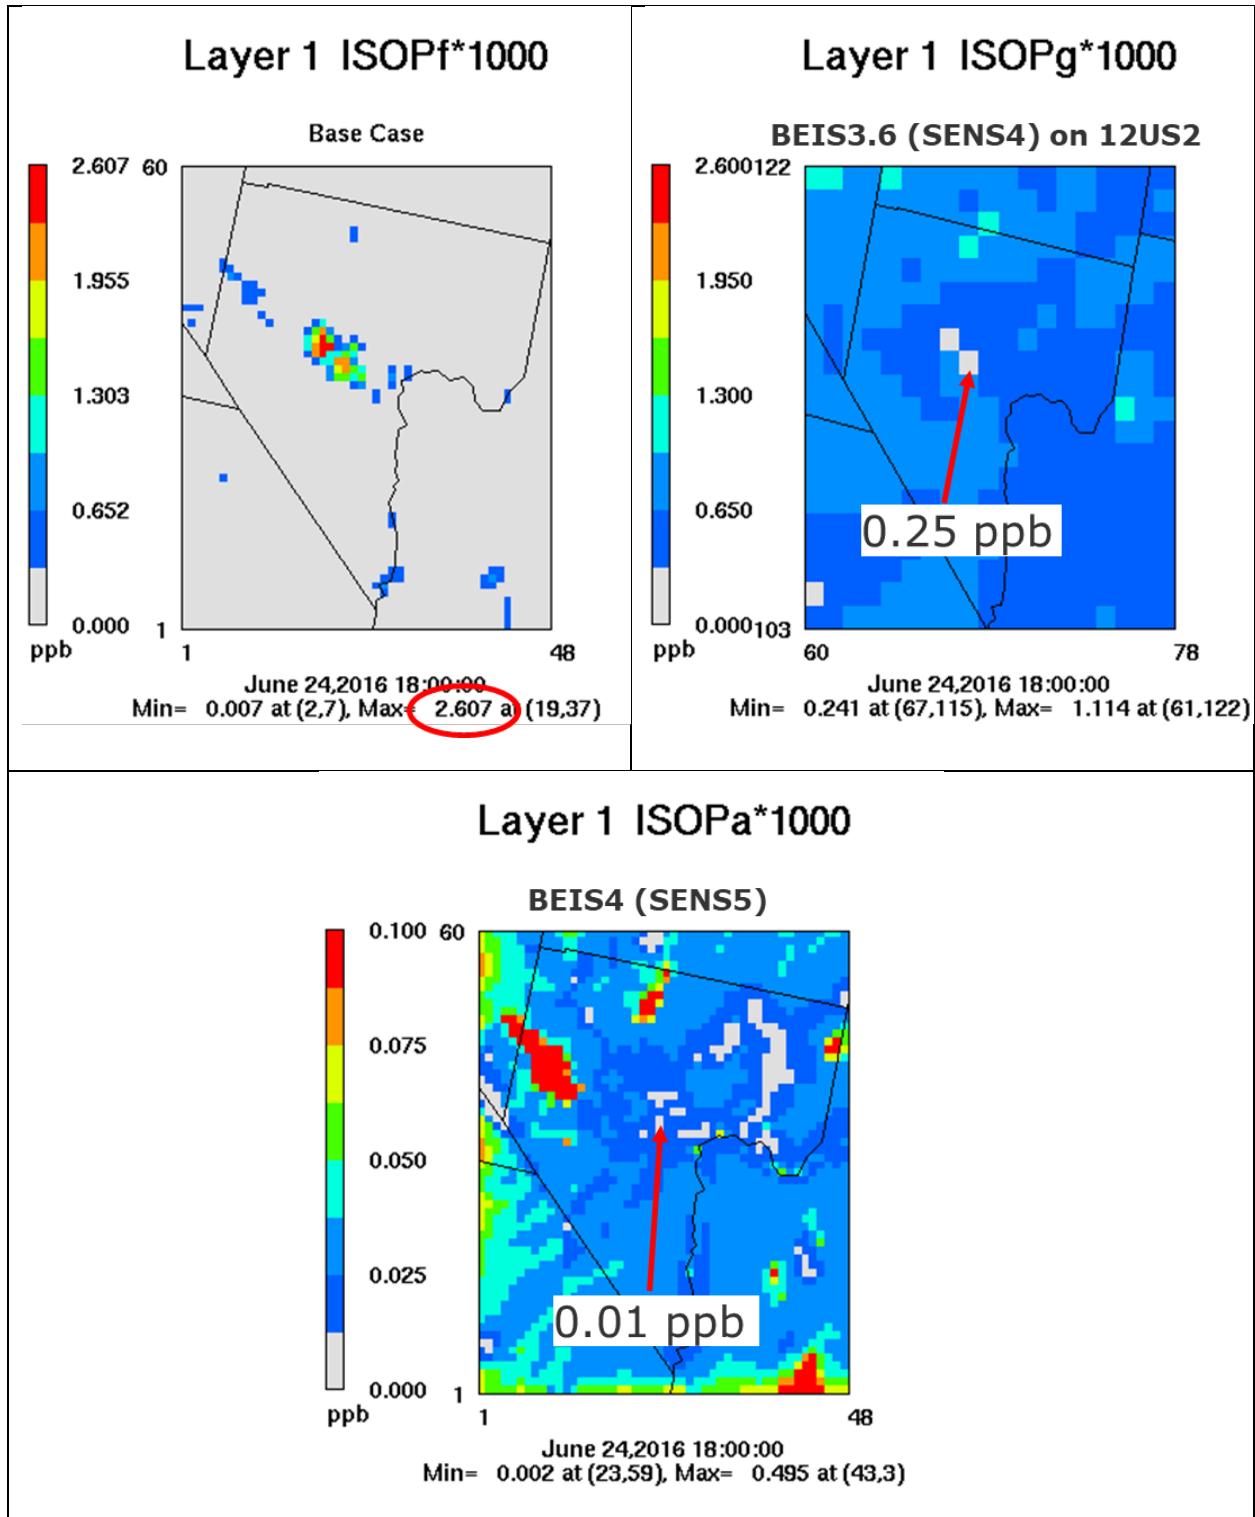 Layer 1 ISOPf*1000
Base Case
2.607
1.955
1.303
0.652
0.000
ppb
60
1
1
48
June 24,2016 18:00:00
Min= 0.007 at (2,7), Max= 2.607 at (19,37)
Layer 1 ISOPg*1000
BEIS3.6 (SENS4) on 12US2
2.600
1.950
1.300
0.650
0.000
ppb
122
103
60
78
0.25 ppb
June 24,2016 18:00:00
Min= 0.241 at (67,115), Max= 1.114 at (61,122)
Layer 1 ISOPa*1000
BEIS4 (SENS5)
0.100
0.075
0.050
0.025
0.000
ppb
60
1
1
48
0.01 ppb
June 24,2016 18:00:00
Min= 0.002 at (23,59), Max= 0.495 at (43,3)